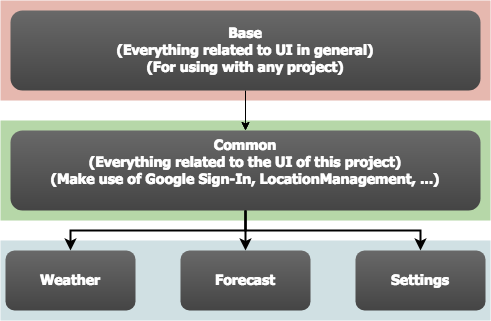 Base
(Everything related to UI in general)
(For using with any project)
Common
(Everything related to the UI of this project)
(Make use of Google Sign-In, LocationManagement, ...)
Weather
Forecast
Settings